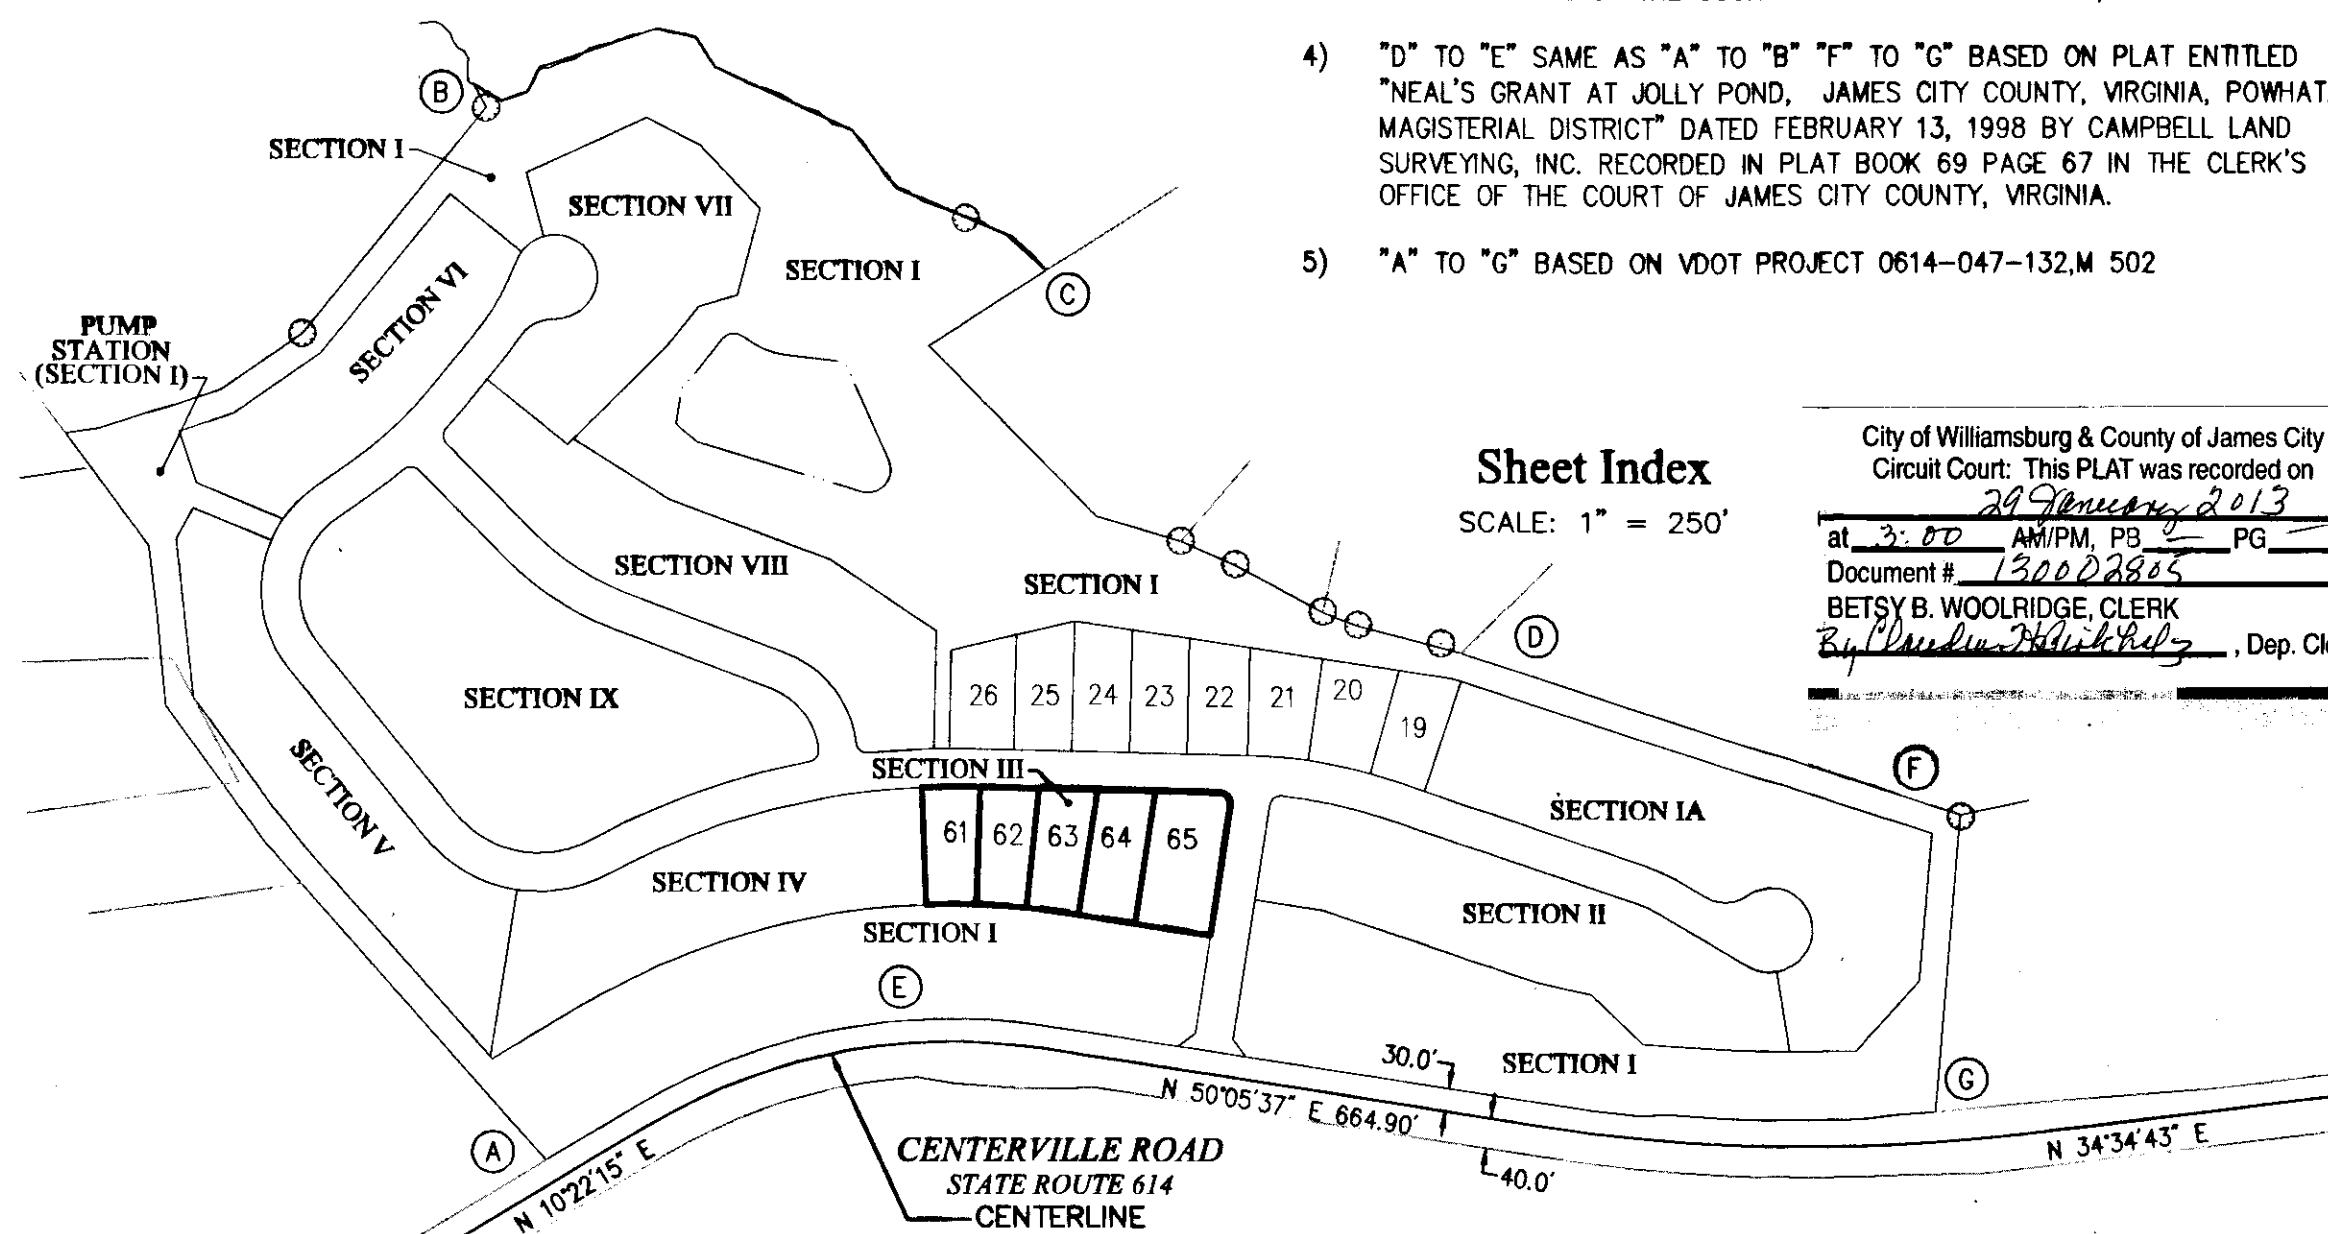 4) "D" TO "E" SAME AS "A" TO "B" "F" TO "G" BASED ON PLAT ENTITLED
"NEAL'S GRANT AT JOLLY POND, JAMES CITY COUNTY, VIRGINIA, POWHAT
MAGISTERIAL DISTRICT" DATED FEBRUARY 13, 1998 BY CAMPBELL LAND
SURVEYING, INC. RECORDED IN PLAT BOOK 69 PAGE 67 IN THE CLERK'S
OFFICE OF THE COURT OF JAMES CITY COUNTY, VIRGINIA.
5) "A" TO "G" BASED ON VDOT PROJECT 0614-047-132,M 502
B
SECTION I
SECTION VII
SECTION I
C
SECTION VI
PUMP
STATION
(SECTION I)
Sheet Index
SCALE: 1" = 250'
City of Williamsburg & County of James City
Circuit Court: This PLAT was recorded on
29 January 2013
at 3:00 AM/PM, PB — PG —
Document # 130002805
BETSY B. WOOLRIDGE, CLERK
By , Dep. Cle
SECTION VIII
SECTION I
D
SECTION IX
26 25 24 23 22 21 20 19
SECTION III
F
SECTION V
61 62 63 64 65
SECTION IA
SECTION IV
SECTION II
SECTION I
E
30.0'
SECTION I
G
N 50°05'37" E 664.90'
A
N 10°22'15" E
CENTERVILLE ROAD
STATE ROUTE 614
CENTERLINE
40.0'
N 34°34'43" E